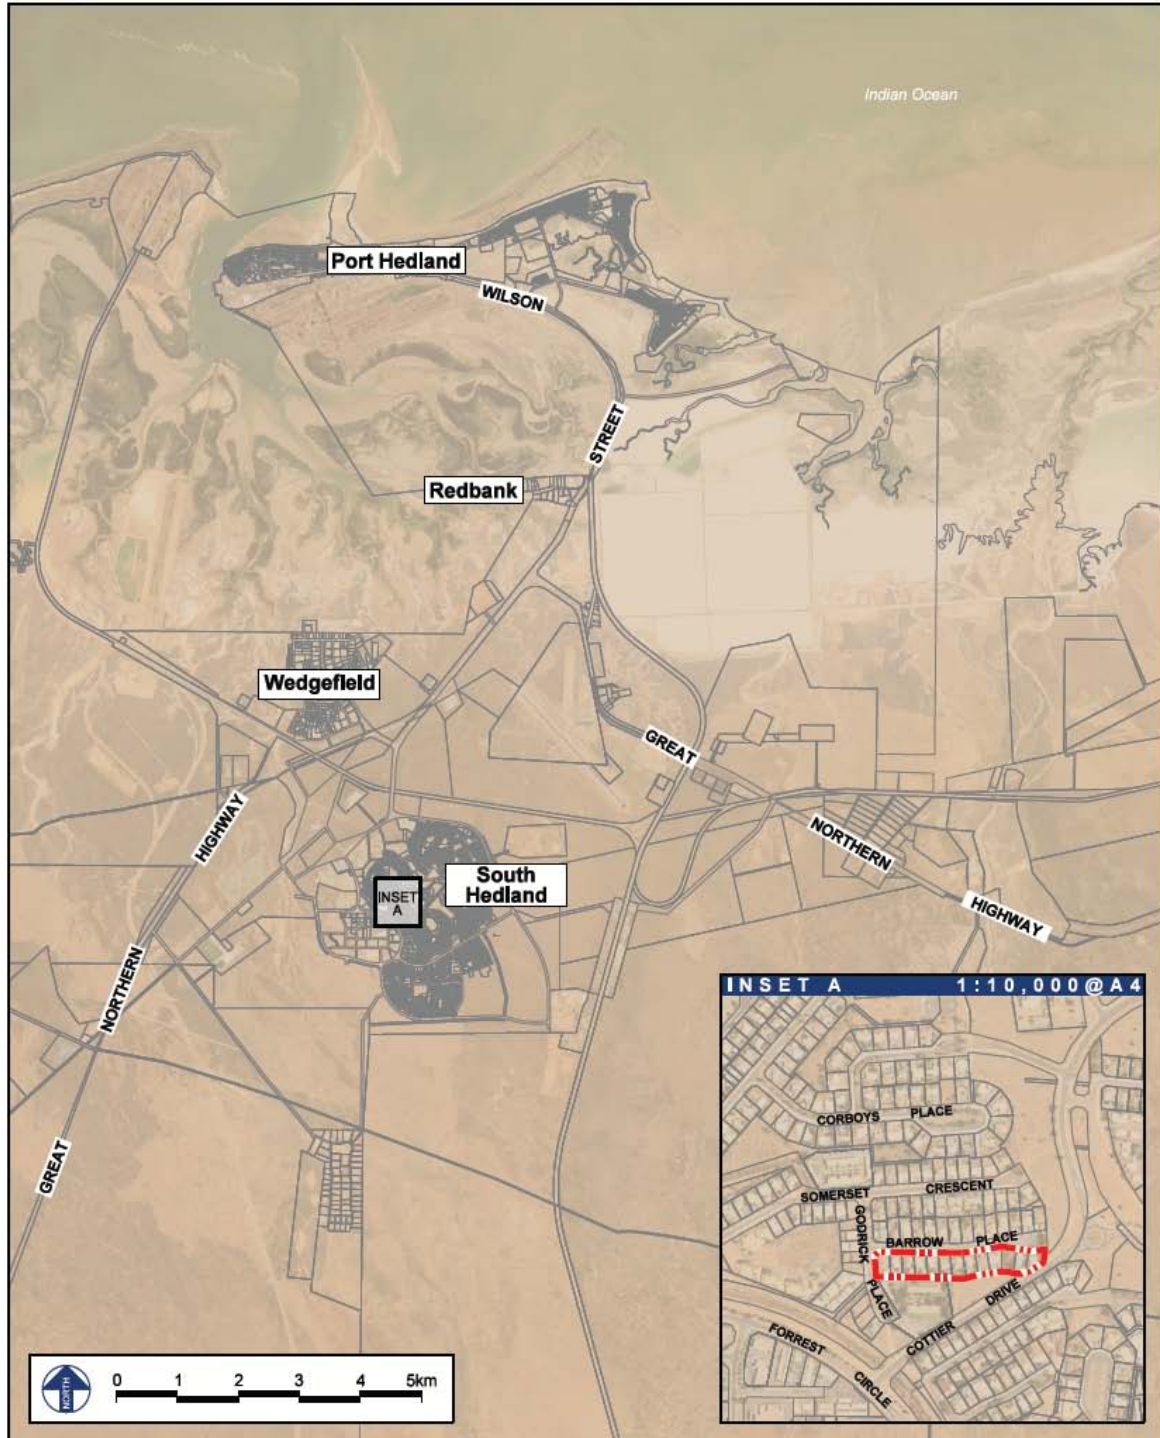 Indian Ocean
Port Hedland
WILSON
STREET
Redbank
Wedgefield
GREAT
HIGHWAY
NORTHERN
South
Hedland
INSET
A
HIGHWAY
NORTHERN
GREAT
INSET A 1:10,000@A4
CORBOYS PLACE
SOMERSET CRESCENT
GODRICK
BARROW PLACE
PLACE
DRIVE
COTTIER
FORREST
CIRCLE
NORTH
0 1 2 3 4 5km